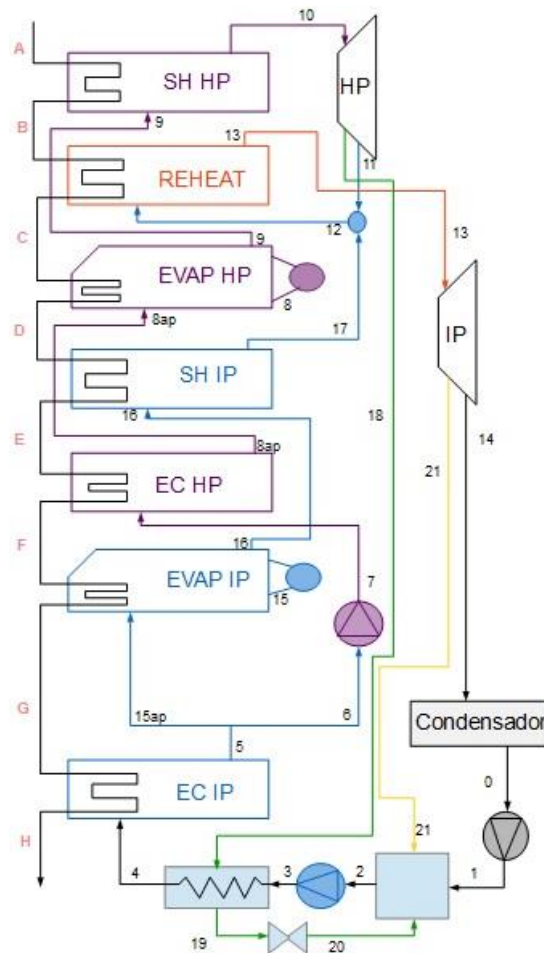 10
A
SH HP
HP
B
9
13
11
REHEAT
12
C
9
13
EVAP HP
8
8ap
IP
D
17
SH IP
16
18
14
E
21
8ap
EC HP
F
16
7
EVAP IP
15
G
15ap
6
5
Condensador
0
EC IP
H
21
4
3
2
1
19
20